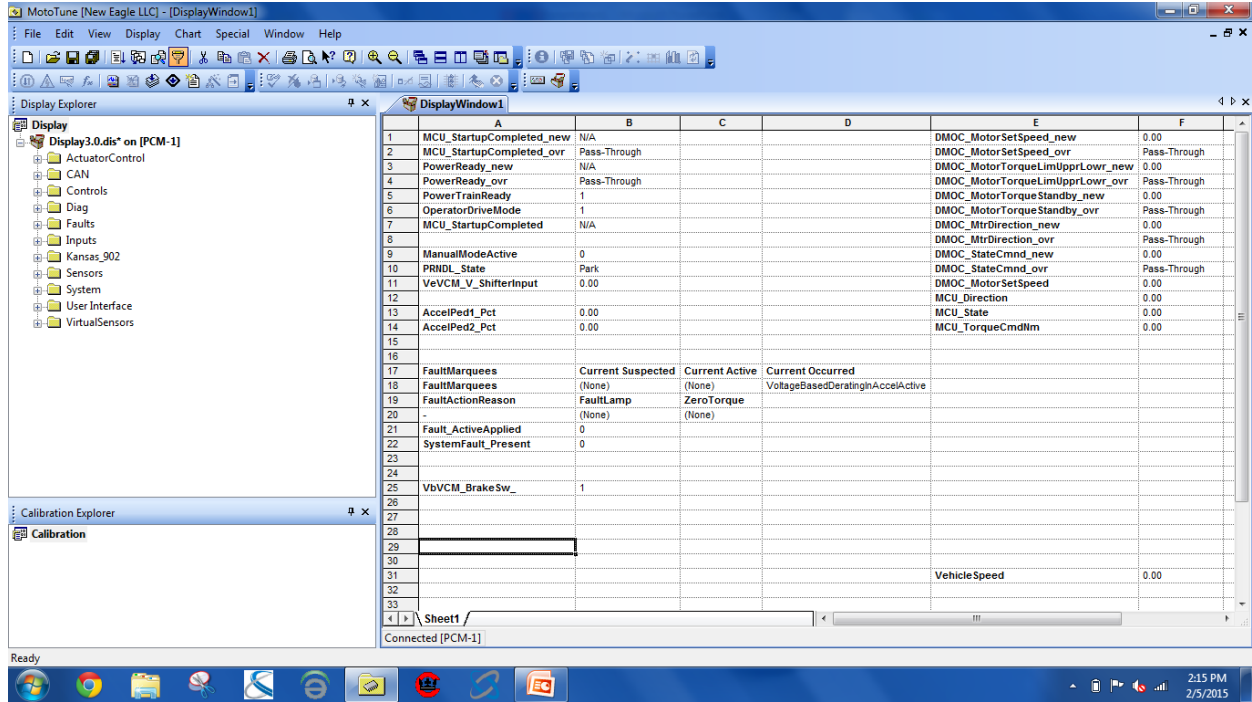 MotoTune [New Eagle LLC] - [DisplayWindow1]
File Edit View Display Chart Special Window Help
Display Explorer
DisplayWindow1
Display
Display3.0.dis* on [PCM-1]
ActuatorControl
CAN
Controls
Diag
Faults
Inputs
Kansas_902
Sensors
System
User Interface
VirtualSensors
Calibration Explorer
Calibration
A B C D E F
1 MCU_StartupCompleted_new N/A DMOC_MotorSetSpeed_new 0.00
2 MCU_StartupCompleted_ovr Pass-Through DMOC_MotorSetSpeed_ovr Pass-Through
3 PowerReady_new N/A DMOC_MotorTorqueLimUpprLowr_new 0.00
4 PowerReady_ovr Pass-Through DMOC_MotorTorqueLimUpprLowr_ovr Pass-Through
5 PowerTrainReady 1 DMOC_MotorTorqueStandby_new 0.00
6 OperatorDriveMode 1 DMOC_MotorTorqueStandby_ovr Pass-Through
7 MCU_StartupCompleted N/A DMOC_MtrDirection_new 0.00
8 DMOC_MtrDirection_ovr Pass-Through
9 ManualModeActive 0 DMOC_StateCmnd_new 0.00
10 PRNDL_State Park DMOC_StateCmnd_ovr Pass-Through
11 VeVCM_V_ShifterInput 0.00 DMOC_MotorSetSpeed 0.00
12 MCU_Direction 0.00
13 AccelPed1_Pct 0.00 MCU_State 0.00
14 AccelPed2_Pct 0.00 MCU_TorqueCmdNm 0.00
15
16
17 FaultMarquees Current Suspected Current Active Current Occurred
18 FaultMarquees (None) (None) VoltageBasedDeratingInAccelActive
19 FaultActionReason FaultLamp ZeroTorque
20 - (None) (None)
21 Fault_ActiveApplied 0
22 SystemFault_Present 0
23
24
25 VbVCM_BrakeSw_ 1
26
27
28
29
30
31 VehicleSpeed 0.00
32
33
Sheet1
Connected [PCM-1]
Ready
2:15 PM
2/5/2015